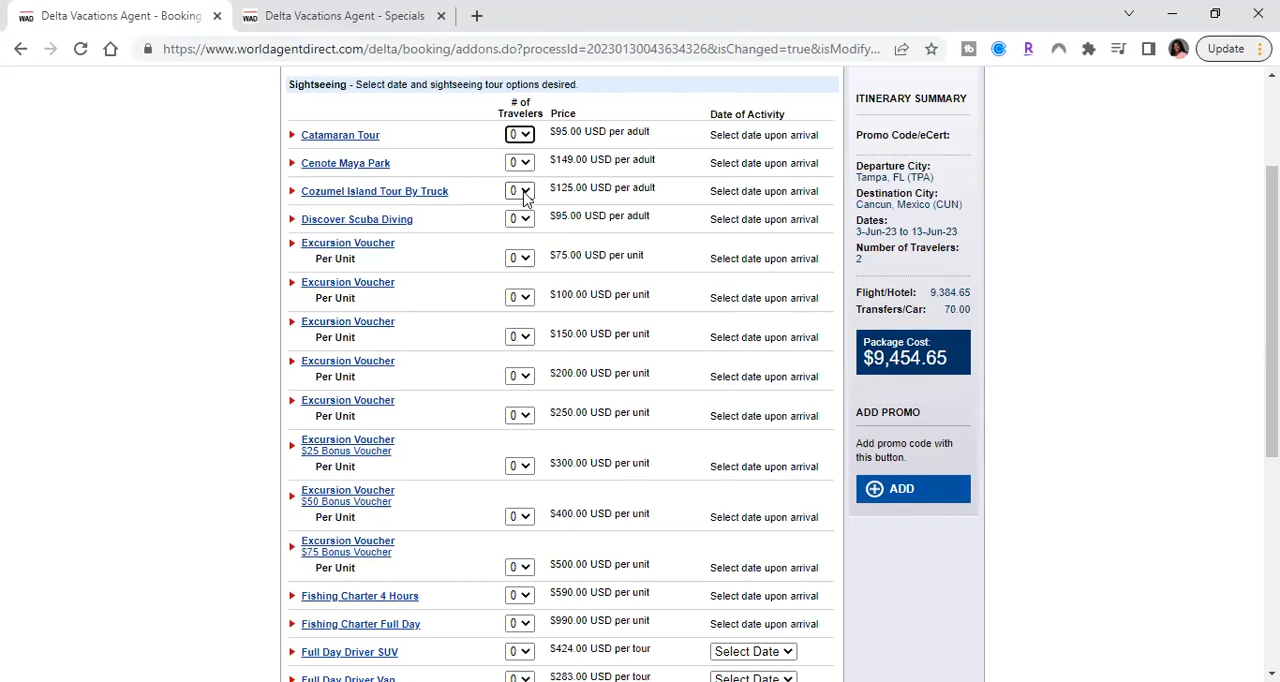 WAD Delta Vacations Agent - Booking
WAD Delta Vacations Agent - Specials
https://www.worldagentdirect.com/delta/booking/addons.do?processId=20230130043634326&isChanged=true&isModify...
Update
Sightseeing - Select date and sightseeing tour options desired.
# of
Travelers Price Date of Activity
Catamaran Tour 0 $95.00 USD per adult Select date upon arrival
Cenote Maya Park 0 $149.00 USD per adult Select date upon arrival
Cozumel Island Tour By Truck 0 $125.00 USD per adult Select date upon arrival
Discover Scuba Diving 0 $95.00 USD per adult Select date upon arrival
Excursion Voucher
Per Unit 0 $75.00 USD per unit Select date upon arrival
Excursion Voucher
Per Unit 0 $100.00 USD per unit Select date upon arrival
Excursion Voucher
Per Unit 0 $150.00 USD per unit Select date upon arrival
Excursion Voucher
Per Unit 0 $200.00 USD per unit Select date upon arrival
Excursion Voucher
Per Unit 0 $250.00 USD per unit Select date upon arrival
Excursion Voucher
$25 Bonus Voucher
Per Unit 0 $300.00 USD per unit Select date upon arrival
Excursion Voucher
$50 Bonus Voucher
Per Unit 0 $400.00 USD per unit Select date upon arrival
Excursion Voucher
$75 Bonus Voucher
Per Unit 0 $500.00 USD per unit Select date upon arrival
Fishing Charter 4 Hours 0 $590.00 USD per unit Select date upon arrival
Fishing Charter Full Day 0 $990.00 USD per unit Select date upon arrival
Full Day Driver SUV 0 $424.00 USD per tour Select Date
Full Day Driver Van 0 $283.00 USD per tour Select Date
ITINERARY SUMMARY
Promo Code/eCert:
Departure City:
Tampa, FL (TPA)
Destination City:
Cancun, Mexico (CUN)
Dates:
3-Jun-23 to 13-Jun-23
Number of Travelers:
2
Flight/Hotel: 9,384.65
Transfers/Car: 70.00
Package Cost:
$9,454.65
ADD PROMO
Add promo code with
this button.
ADD